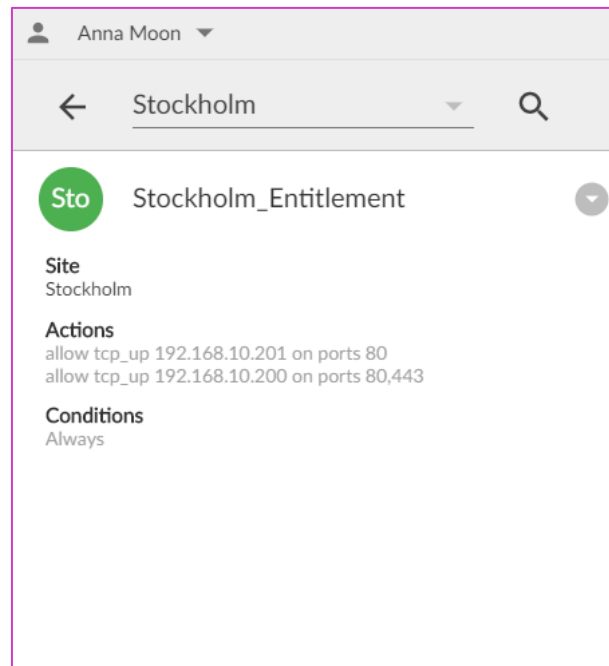 Anna Moon
Stockholm
Sto
Stockholm_Entitlement
Site
Stockholm
Actions
allow tcp_up 192.168.10.201 on ports 80
allow tcp_up 192.168.10.200 on ports 80,443
Conditions
Always